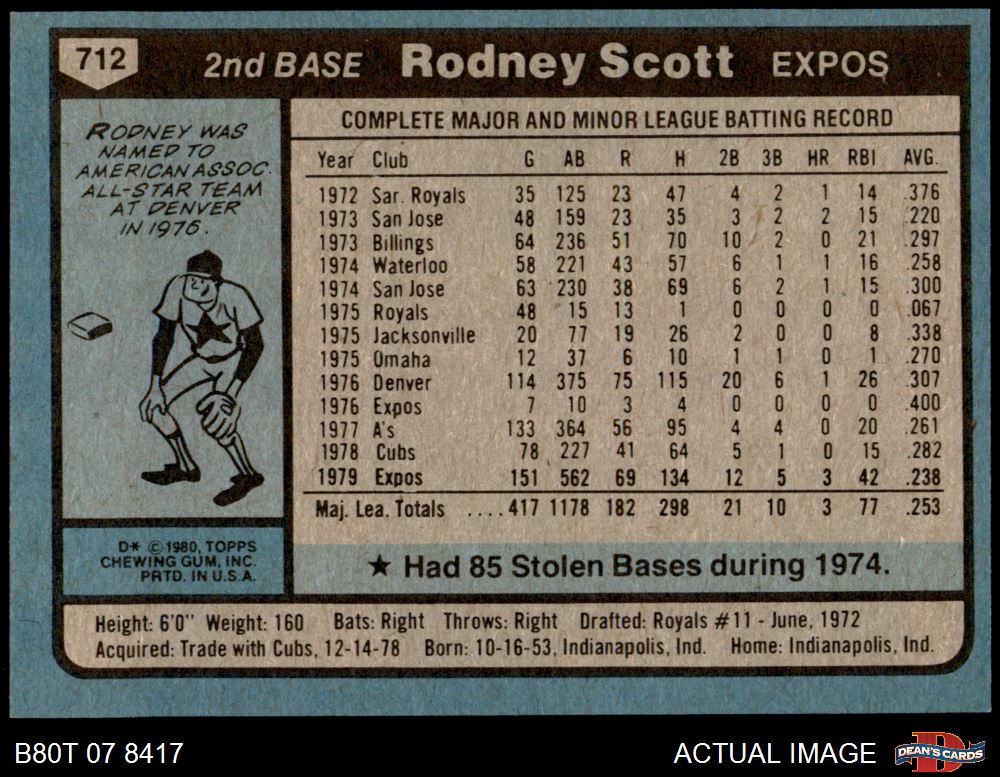 712 2nd BASE Rodney Scott EXPOS
RODNEY WAS
NAMED TO
AMERICAN ASSOC.
ALL-STAR TEAM
AT DENVER
IN 1976.
COMPLETE MAJOR AND MINOR LEAGUE BATTING RECORD
Year Club G AB R H 2B 3B HR RBI AVG.
1972 Sar. Royals 35 125 23 47 4 2 1 14 .376
1973 San Jose 48 159 23 35 3 2 2 15 .220
1973 Billings 64 236 51 70 10 2 0 21 .297
1974 Waterloo 58 221 43 57 6 1 1 16 .258
1974 San Jose 63 230 38 69 6 2 1 15 .300
1975 Royals 48 15 13 1 0 0 0 0 .067
1975 Jacksonville 20 77 19 26 2 0 0 8 .338
1975 Omaha 12 37 6 10 1 1 0 1 .270
1976 Denver 114 375 75 115 20 6 1 26 .307
1976 Expos 7 10 3 4 0 0 0 0 .400
1977 A's 133 364 56 95 4 4 0 20 .261
1978 Cubs 78 227 41 64 5 1 0 15 .282
1979 Expos 151 562 69 134 12 5 3 42 .238
Maj. Lea. Totals ....417 1178 182 298 21 10 3 77 .253
D* © 1980, TOPPS
CHEWING GUM, INC.
PRTD. IN U.S.A.
★ Had 85 Stolen Bases during 1974.
Height: 6'0" Weight: 160 Bats: Right Throws: Right Drafted: Royals #11 - June, 1972
Acquired: Trade with Cubs, 12-14-78 Born: 10-16-53, Indianapolis, Ind. Home: Indianapolis, Ind.
B80T 07 8417 ACTUAL IMAGE D DEAN'S CARDS